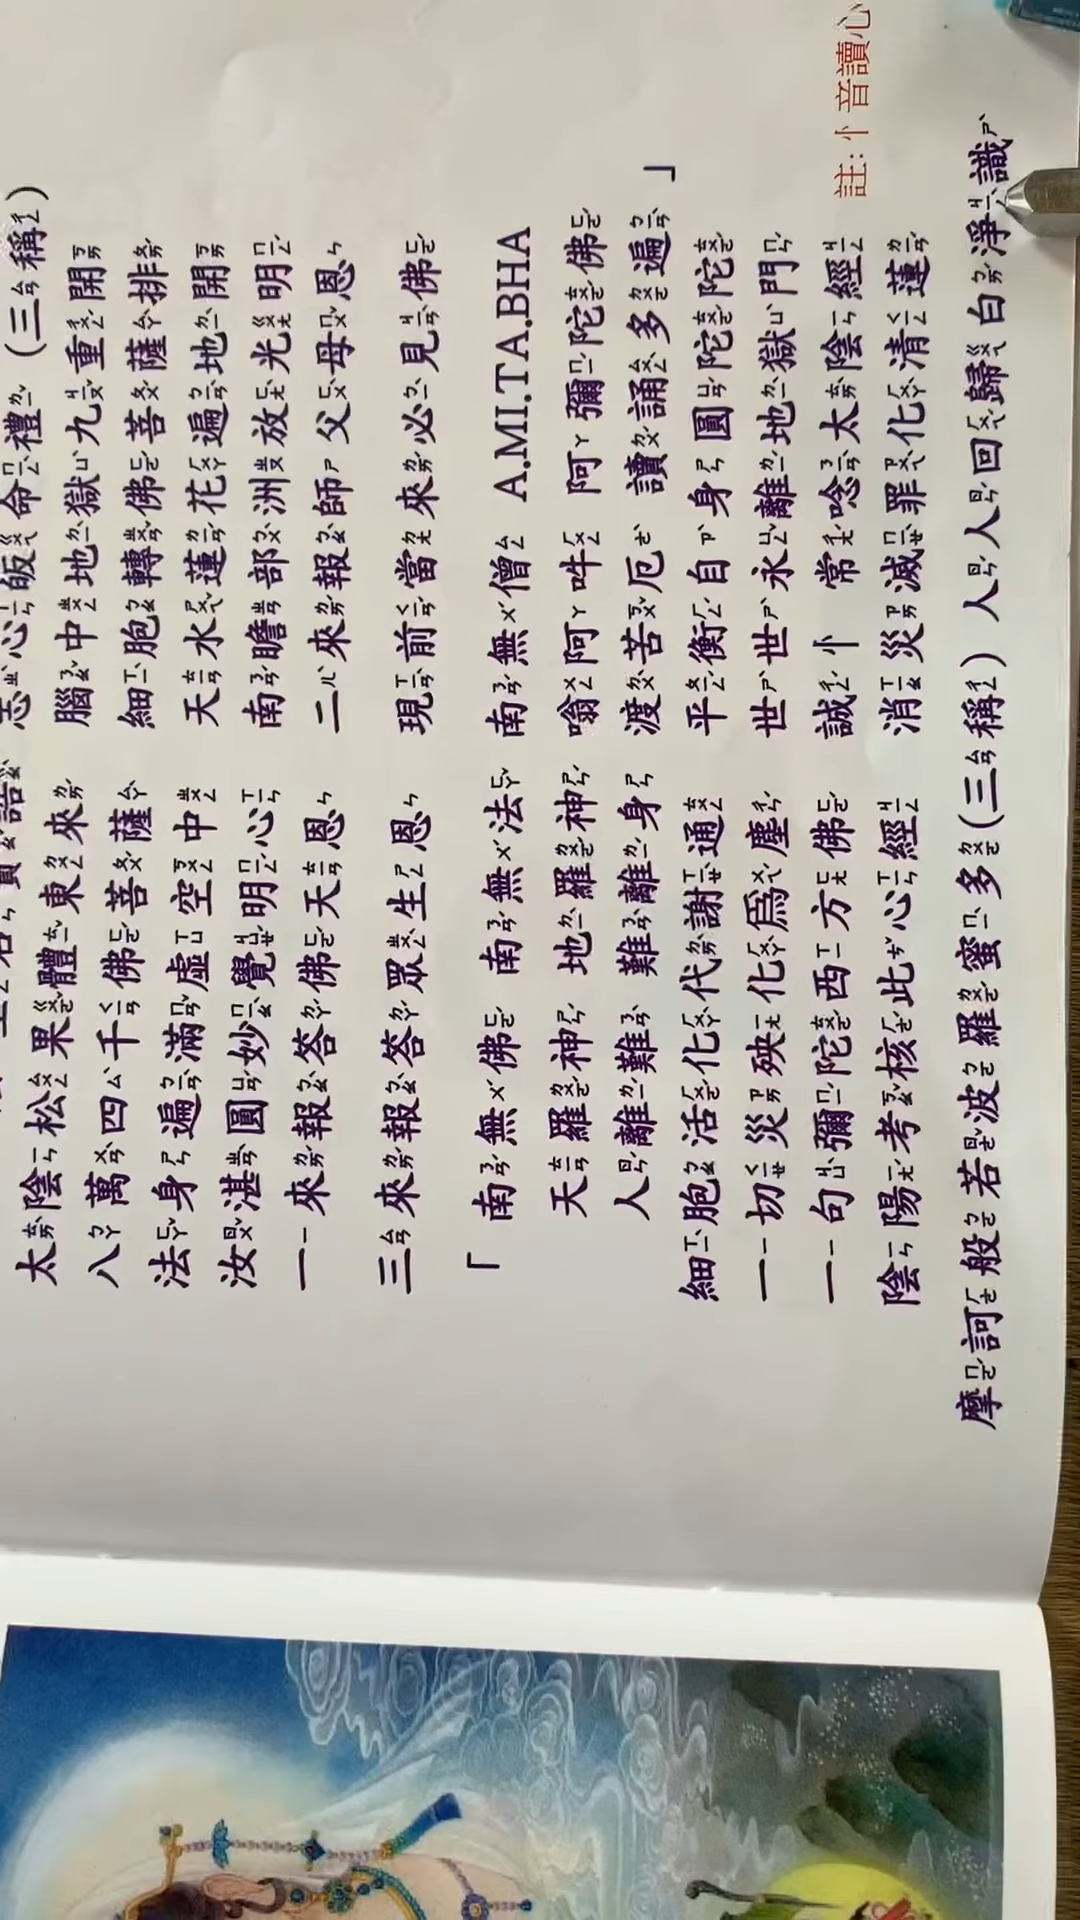 志心皈命禮（三稱）
太陰松果體東來 腦中地獄九重開
八萬四千佛菩薩 細胞轉佛菩薩排
法身遍滿虛空中 天水蓮花遍地開
汝湛圓妙覺明心 南瞻部洲放光明
一來報答佛天恩 二來報師父母恩
三來報答眾生恩 現前當來必見佛
「南無佛 南無法 南無僧 A.MI.TA.BHA
天羅神 地羅神 嗡阿吽 阿彌陀佛
人離難 難離身 渡苦厄 讀誦多遍」
細胞活化代謝通 平衡自身圓陀陀
一切災殃化為塵 世世永離地獄門
一句彌陀西方佛 誠忄常唸太陰經
註:忄音讀心
陰陽考核此心經 消災滅罪化清蓮
摩訶般若波羅蜜多(三稱) 人人回歸白淨識